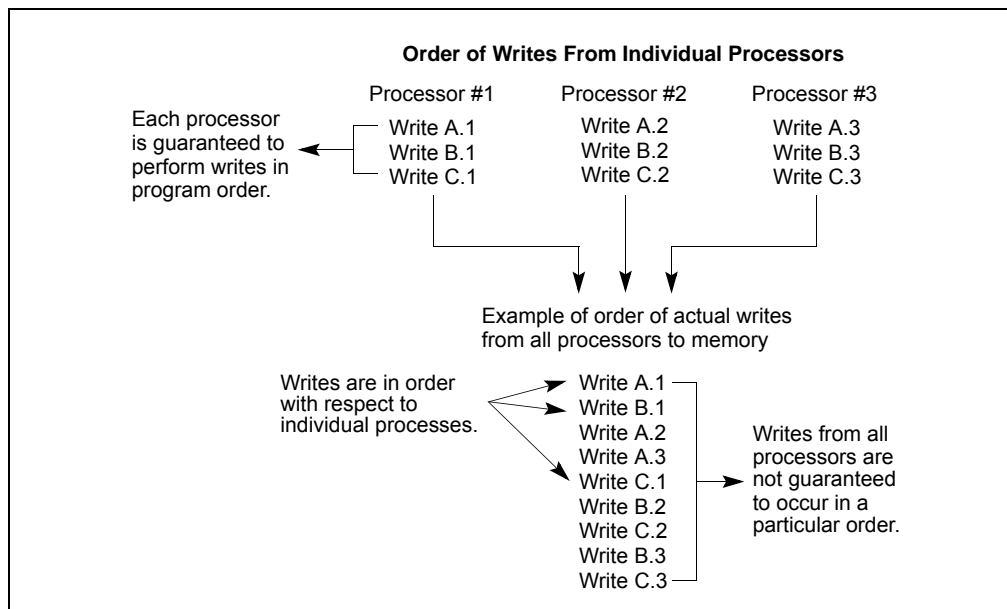 Order of Writes From Individual Processors
Processor #1
Processor #2
Processor #3
Each processor
is guaranteed to
perform writes in
program order.
Write A.1
Write B.1
Write C.1
Write A.2
Write B.2
Write C.2
Write A.3
Write B.3
Write C.3
Example of order of actual writes
from all processors to memory
Writes are in order
with respect to
individual processes.
Write A.1
Write B.1
Write A.2
Write A.3
Write C.1
Write B.2
Write C.2
Write B.3
Write C.3
Writes from all
processors are
not guaranteed
to occur in a
particular order.